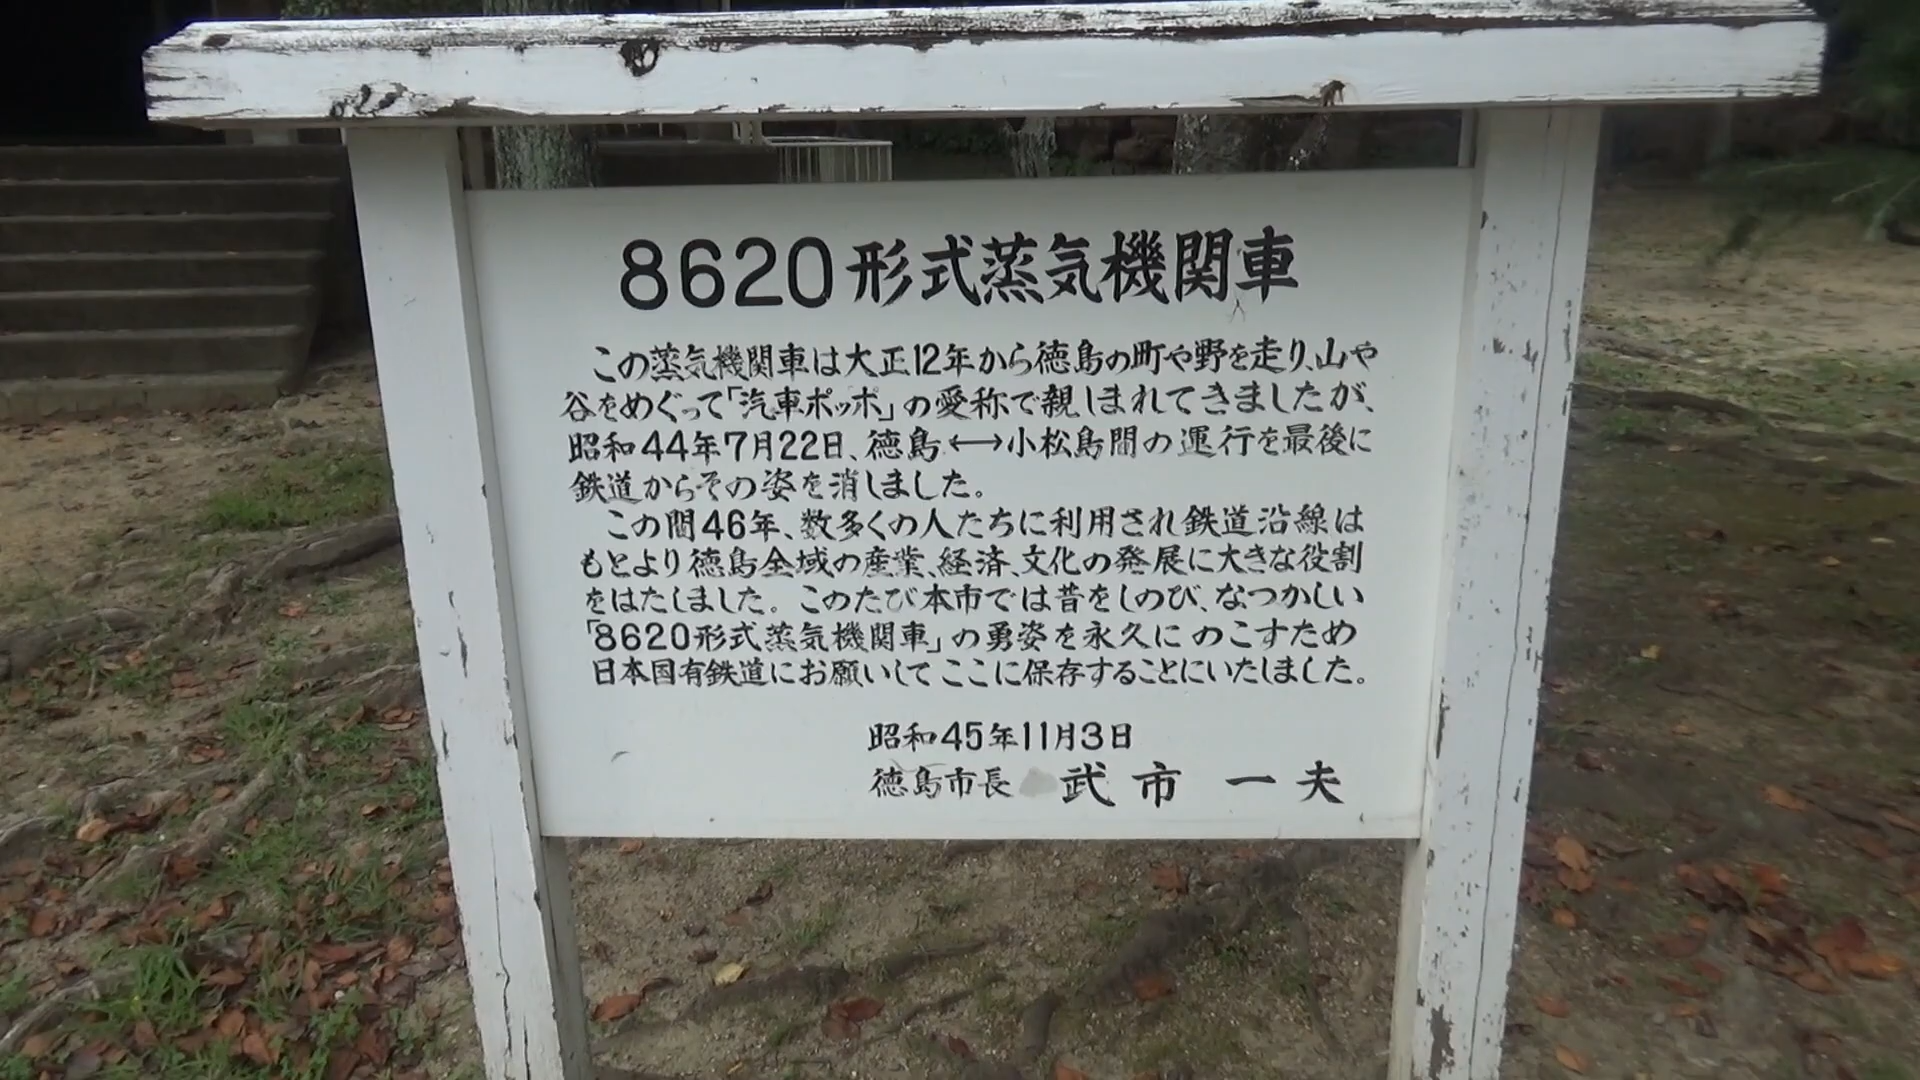 8620形式蒸気機関車
この蒸気機関車は大正12年から徳島の町や野を走り、山や
谷をめぐって「汽車ポッポ」の愛称で親しまれてきましたが、
昭和44年7月22日、徳島⟷小松島間の運行を最後に
鉄道からその姿を消しました。
この間46年、数多くの人たちに利用され鉄道沿線は
もとより徳島全域の産業、経済、文化の発展に大きな役割
をはたしました。このたび本市では昔をしのび、なつかしい
「8620形式蒸気機関車」の勇姿を永久にのこすため
日本国有鉄道にお願いしてここに保存することにいたしました。
昭和45年11月3日
徳島市長 武市 一夫